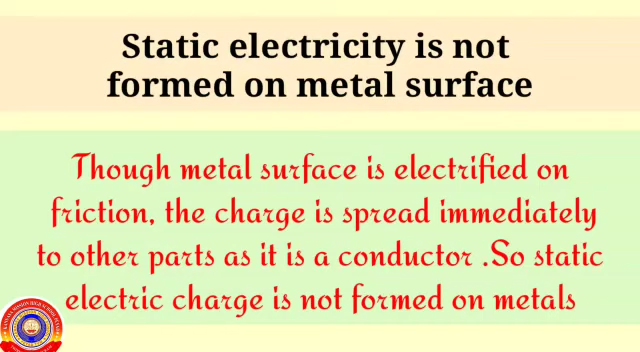 Static electricity is not
formed on metal surface
Though metal surface is electrified on
friction, the charge is spread immediately
to other parts as it is a conductor .So static
electric charge is not formed on metals